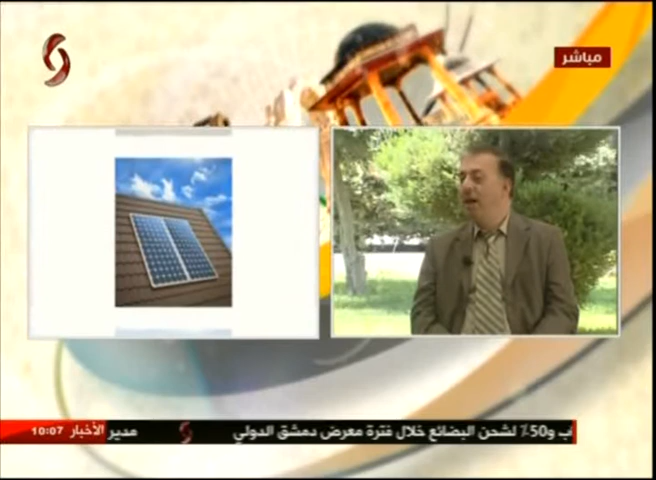 مباشر
ب و50٪ لشحن البضائع خلال فترة معرض دمشق الدولي
مدير
الأخبار
10:07